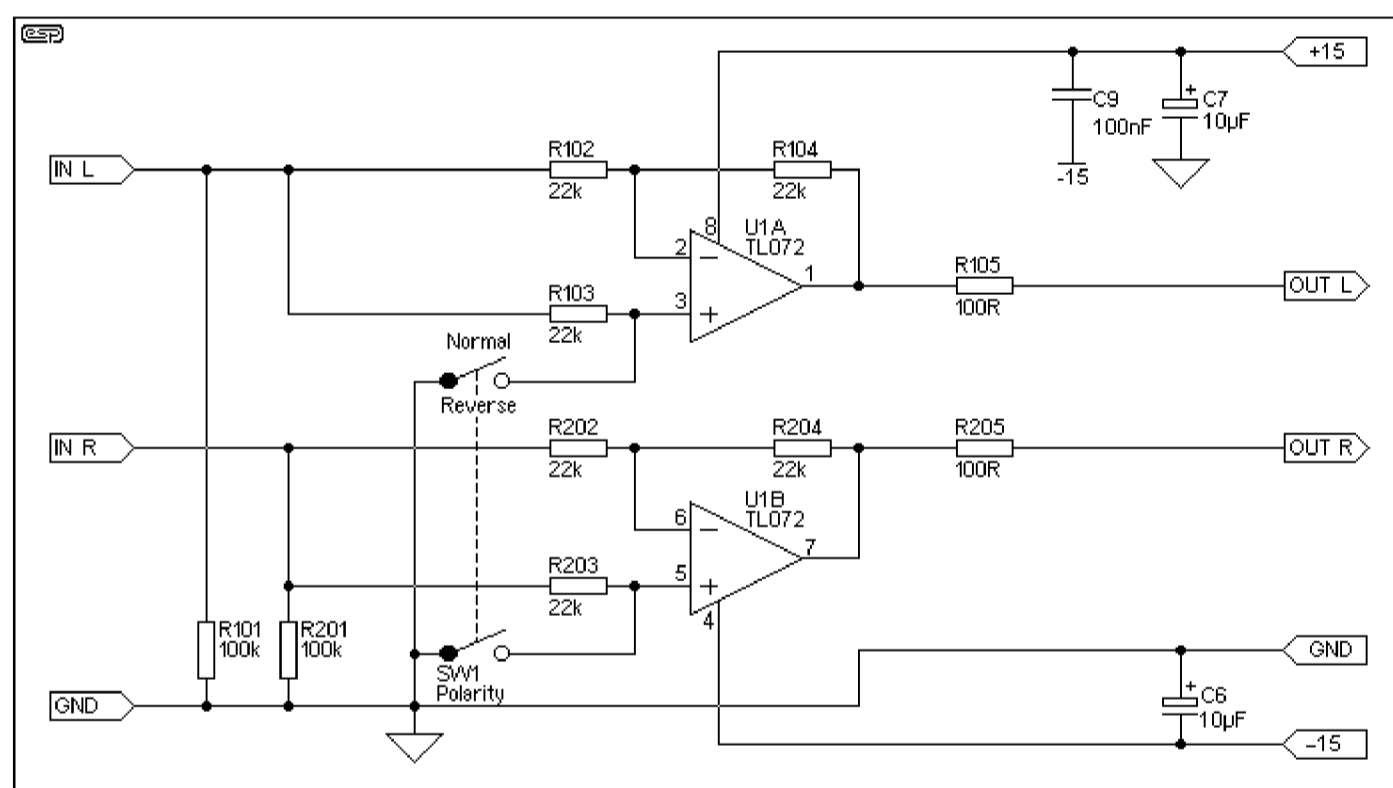 esp
+15
C9
100nF
C7
+
10µF
-15
IN L
R102
22k
R104
22k
8
U1A
TL072
2
−
3
+
1
R103
22k
R105
100R
OUT L
Normal
Reverse
IN R
R202
22k
R204
22k
R205
100R
OUT R
U1B
TL072
6
−
5
+
7
4
R203
22k
R101
100k
R201
100k
SW1
Polarity
GND
GND
+
C6
10µF
−15